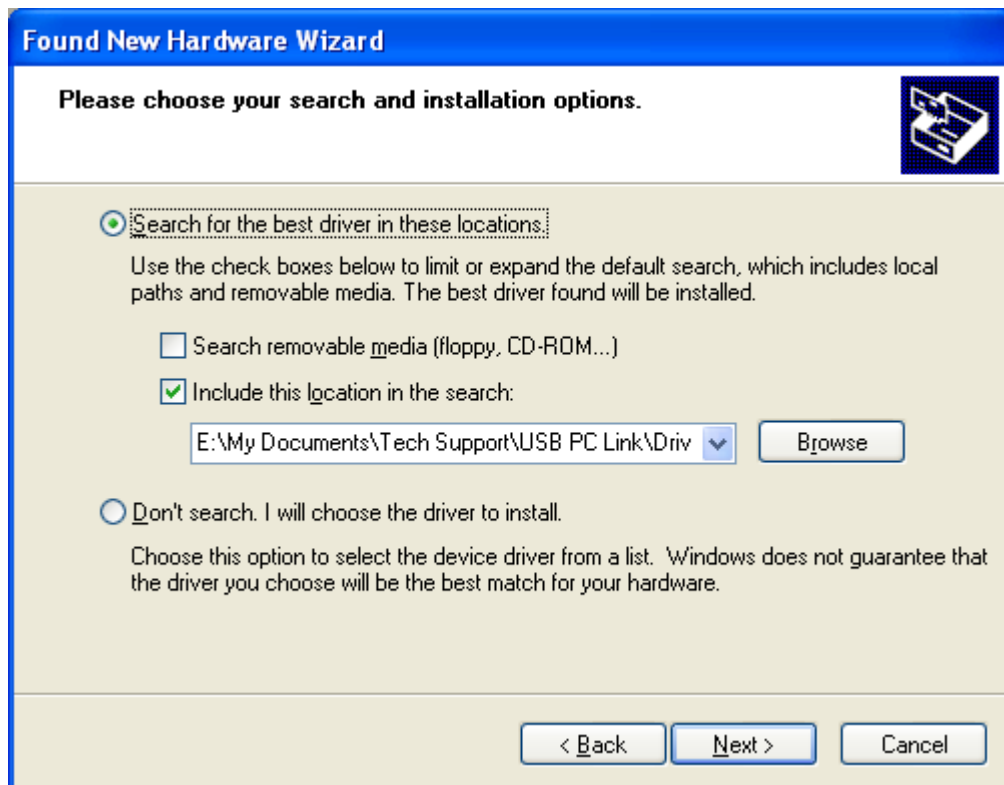 Found New Hardware Wizard
Please choose your search and installation options.
Search for the best driver in these locations.
Use the check boxes below to limit or expand the default search, which includes local
paths and removable media. The best driver found will be installed.
Search removable media (floppy, CD-ROM...)
Include this location in the search:
E:\My Documents\Tech Support\USB PC Link\Driv
Browse
Don't search. I will choose the driver to install.
Choose this option to select the device driver from a list. Windows does not guarantee that
the driver you choose will be the best match for your hardware.
< Back
Next >
Cancel